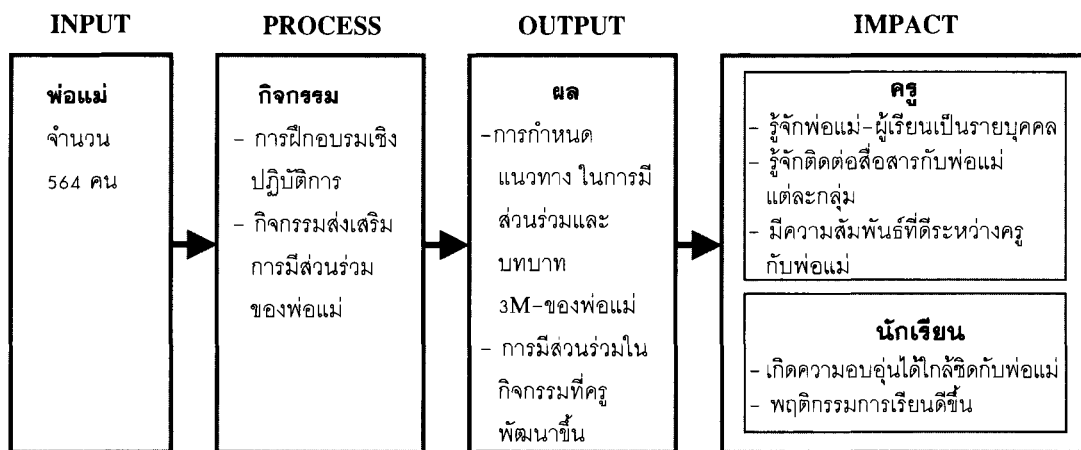 INPUT
PROCESS
OUTPUT
IMPACT
พ่อแม่
จำนวน
564 คน
กิจกรรม
- การฝึกอบรมเชิง
ปฏิบัติการ
- กิจกรรมส่งเสริม
การมีส่วนร่วม
ของพ่อแม่
ผล
-การกำหนด
แนวทาง ในการมี
ส่วนร่วมและ
บทบาท
3M-ของพ่อแม่
- การมีส่วนร่วมใน
กิจกรรมที่ครู
พัฒนาขึ้น
ครู
- รู้จักพ่อแม่-ผู้เรียนเป็นรายบุคคล
- รู้จักติดต่อสื่อสารกับพ่อแม่
แต่ละกลุ่ม
- มีความสัมพันธ์ที่ดีระหว่างครู
กับพ่อแม่
นักเรียน
- เกิดความอบอุ่นได้ใกล้ชิดกับพ่อแม่
- พฤติกรรมการเรียนดีขึ้น